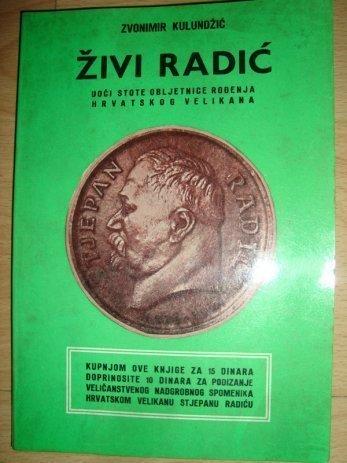 ZVONIMIR KULUNDŽIĆ
ŽIVI RADIĆ
UOČI STOTE OBLJETNICE ROĐENJA
HRVATSKOG VELIKANA
STJEPAN RADIĆ
KUPNJOM OVE KNJIGE ZA 15 DINARA
DOPRINOSITE 10 DINARA ZA PODIZANJE
VELIČANSTVENOG NADGROBNOG SPOMENIKA
HRVATSKOM VELIKANU STJEPANU RADIĆU